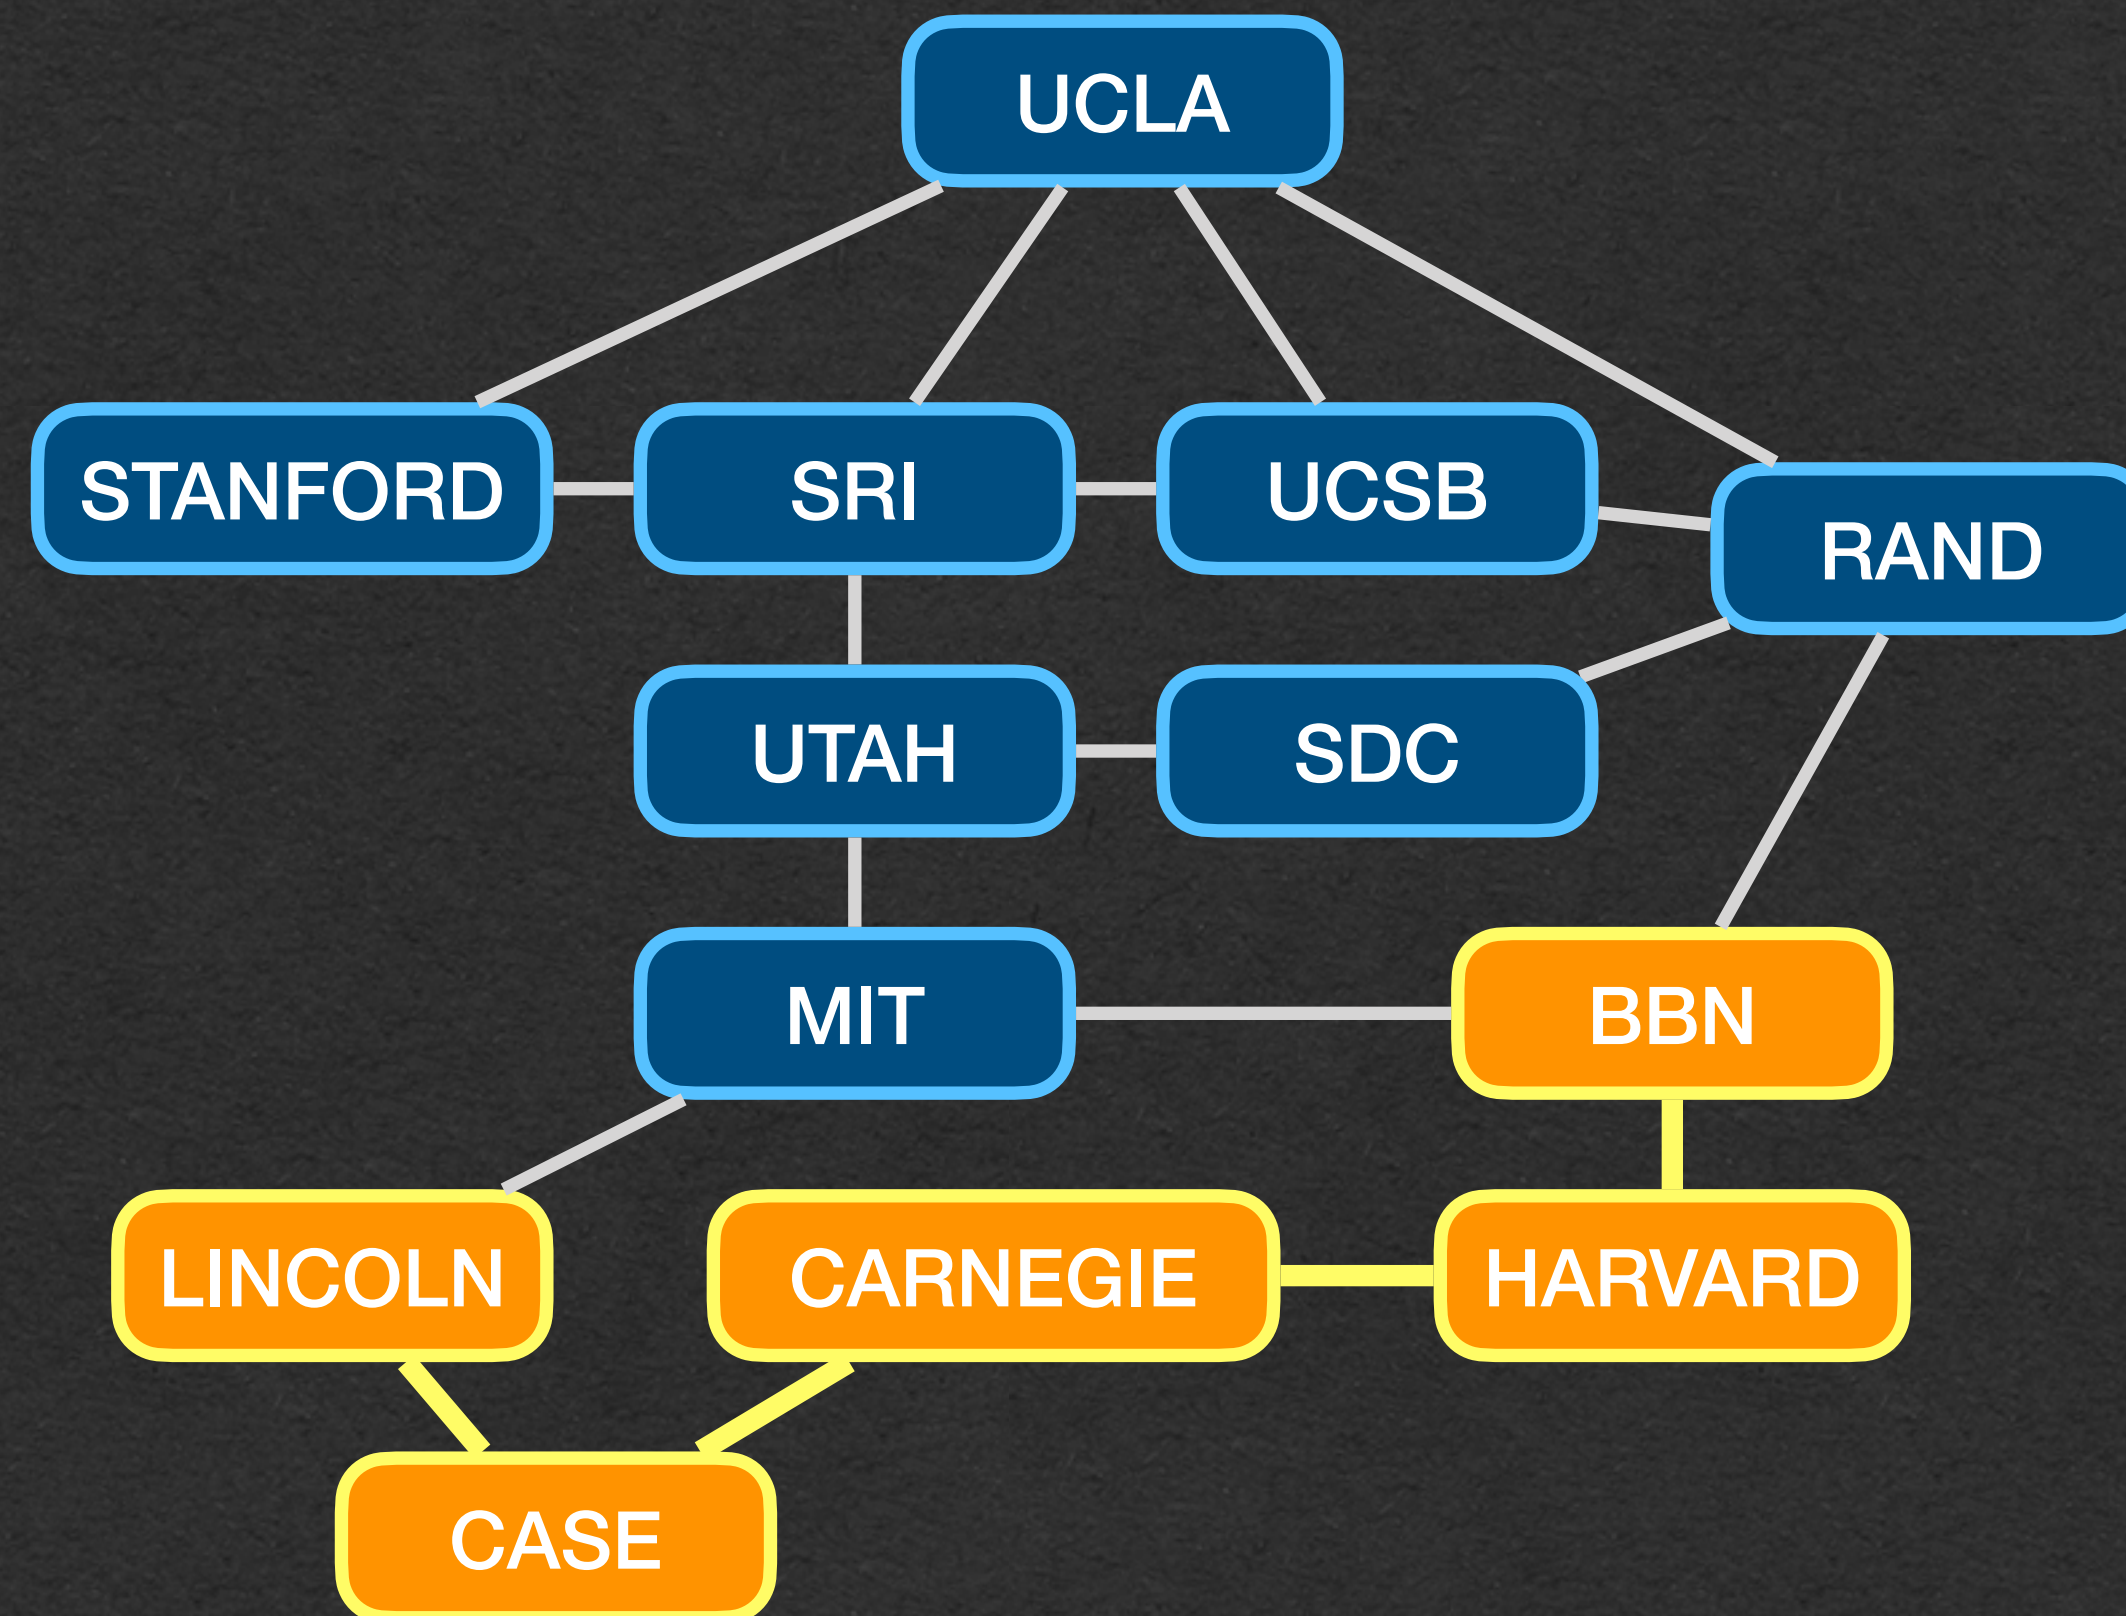 UCLA
STANFORD
SRI
UCSB
RAND
UTAH
SDC
MIT
BBN
LINCOLN
CARNEGIE
HARVARD
CASE